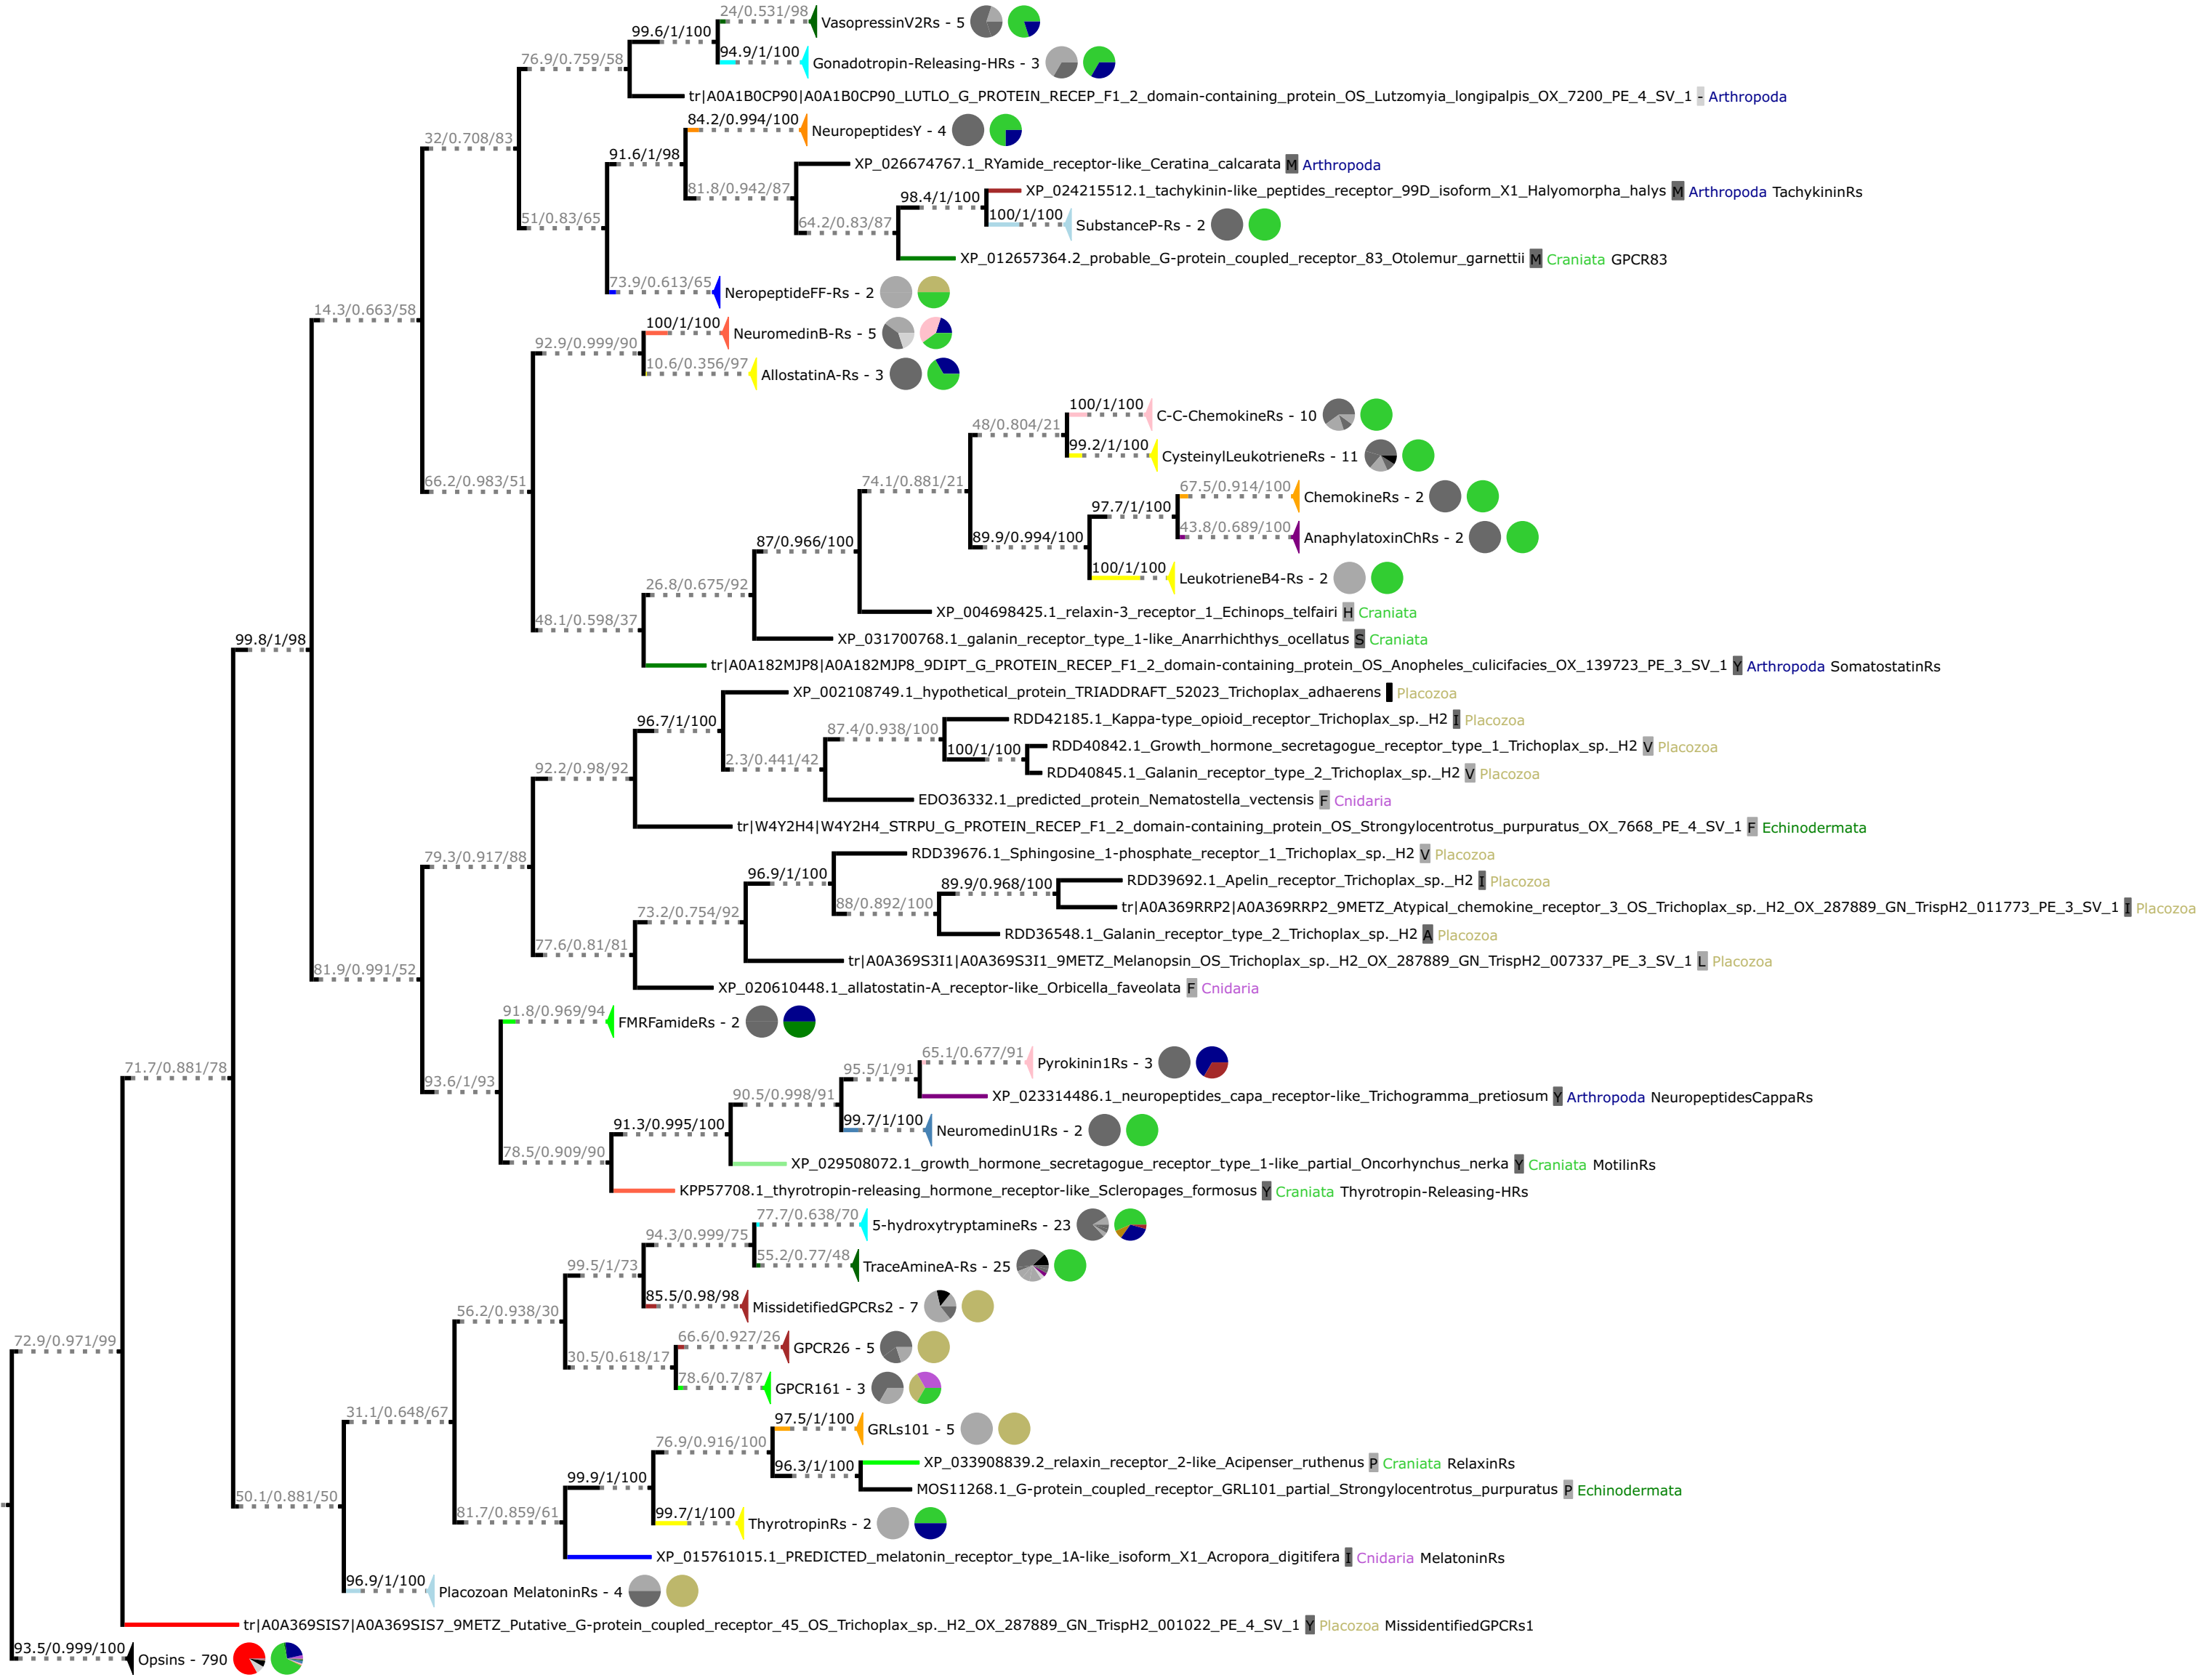 24/0.531/98
VasopressinV2Rs - 5
99.6/1/100
94.9/1/100
Gonadotropin-Releasing-HRs - 3
76.9/0.759/58
tr|A0A1B0CP90|A0A1B0CP90_LUTLO_G_PROTEIN_RECEP_F1_2_domain-containing_protein_OS_Lutzomyia_longipalpis_OX_7200_PE_4_SV_1 - Arthropoda
32/0.708/83
84.2/0.994/100
NeuropeptidesY - 4
91.6/1/98
XP_026674767.1_RYamide_receptor-like_Ceratina_calcarata M Arthropoda
81.8/0.942/87
XP_024215512.1_tachykinin-like_peptides_receptor_99D_isoform_X1_Halyomorpha_halys M Arthropoda TachykininRs
98.4/1/100
100/1/100
SubstanceP-Rs - 2
51/0.83/65
64.2/0.83/87
XP_012657364.2_probable_G-protein_coupled_receptor_83_Otolemur_garnettii M Craniata GPCR83
73.9/0.613/65
NeropeptideFF-Rs - 2
14.3/0.663/58
100/1/100
NeuromedinB-Rs - 5
92.9/0.999/90
10.6/0.356/97
AllostatinA-Rs - 3
100/1/100
C-C-ChemokineRs - 10
48/0.804/21
99.2/1/100
CysteinylLeukotrieneRs - 11
66.2/0.983/51
74.1/0.881/21
67.5/0.914/100
ChemokineRs - 2
97.7/1/100
43.8/0.689/100
AnaphylatoxinChRs - 2
87/0.966/100
89.9/0.994/100
100/1/100
LeukotrieneB4-Rs - 2
26.8/0.675/92
XP_004698425.1_relaxin-3_receptor_1_Echinops_telfairi H Craniata
48.1/0.598/37
XP_031700768.1_galanin_receptor_type_1-like_Anarrhichthys_ocellatus S Craniata
99.8/1/98
tr|A0A182MJP8|A0A182MJP8_9DIPT_G_PROTEIN_RECEP_F1_2_domain-containing_protein_OS_Anopheles_culicifacies_OX_139723_PE_3_SV_1 Y Arthropoda SomatostatinRs
XP_002108749.1_hypothetical_protein_TRIADDRAFT_52023_Trichoplax_adhaerens Placozoa
96.7/1/100
RDD42185.1_Kappa-type_opioid_receptor_Trichoplax_sp._H2 I Placozoa
87.4/0.938/100
100/1/100
RDD40842.1_Growth_hormone_secretagogue_receptor_type_1_Trichoplax_sp._H2 V Placozoa
2.3/0.441/42
RDD40845.1_Galanin_receptor_type_2_Trichoplax_sp._H2 V Placozoa
92.2/0.98/92
EDO36332.1_predicted_protein_Nematostella_vectensis F Cnidaria
tr|W4Y2H4|W4Y2H4_STRPU_G_PROTEIN_RECEP_F1_2_domain-containing_protein_OS_Strongylocentrotus_purpuratus_OX_7668_PE_4_SV_1 F Echinodermata
79.3/0.917/88
RDD39676.1_Sphingosine_1-phosphate_receptor_1_Trichoplax_sp._H2 V Placozoa
96.9/1/100
89.9/0.968/100
RDD39692.1_Apelin_receptor_Trichoplax_sp._H2 I Placozoa
88/0.892/100
tr|A0A369RRP2|A0A369RRP2_9METZ_Atypical_chemokine_receptor_3_OS_Trichoplax_sp._H2_OX_287889_GN_TrispH2_011773_PE_3_SV_1 I Placozoa
73.2/0.754/92
RDD36548.1_Galanin_receptor_type_2_Trichoplax_sp._H2 A Placozoa
77.6/0.81/81
tr|A0A369S3I1|A0A369S3I1_9METZ_Melanopsin_OS_Trichoplax_sp._H2_OX_287889_GN_TrispH2_007337_PE_3_SV_1 L Placozoa
81.9/0.991/52
XP_020610448.1_allatostatin-A_receptor-like_Orbicella_faveolata F Cnidaria
91.8/0.969/94
FMRFamideRs - 2
71.7/0.881/78
65.1/0.677/91
Pyrokinin1Rs - 3
95.5/1/91
93.6/1/93
90.5/0.998/91
XP_023314486.1_neuropeptides_capa_receptor-like_Trichogramma_pretiosum Y Arthropoda NeuropeptidesCappaRs
91.3/0.995/100
99.7/1/100
NeuromedinU1Rs - 2
78.5/0.909/90
XP_029508072.1_growth_hormone_secretagogue_receptor_type_1-like_partial_Oncorhynchus_nerka Y Craniata MotilinRs
KPP57708.1_thyrotropin-releasing_hormone_receptor-like_Scleropages_formosus Y Craniata Thyrotropin-Releasing-HRs
77.7/0.638/70
5-hydroxytryptamineRs - 23
94.3/0.999/75
55.2/0.77/48
TraceAmineA-Rs - 25
99.5/1/73
85.5/0.98/98
MissidetifiedGPCRs2 - 7
56.2/0.938/30
66.6/0.927/26
GPCR26 - 5
72.9/0.971/99
30.5/0.618/17
78.6/0.7/87
GPCR161 - 3
31.1/0.648/67
97.5/1/100
GRLs101 - 5
76.9/0.916/100
96.3/1/100
XP_033908839.2_relaxin_receptor_2-like_Acipenser_ruthenus P Craniata RelaxinRs
99.9/1/100
MOS11268.1_G-protein_coupled_receptor_GRL101_partial_Strongylocentrotus_purpuratus P Echinodermata
50.1/0.881/50
81.7/0.859/61
99.7/1/100
ThyrotropinRs - 2
XP_015761015.1_PREDICTED_melatonin_receptor_type_1A-like_isoform_X1_Acropora_digitifera I Cnidaria MelatoninRs
96.9/1/100
Placozoan MelatoninRs - 4
tr|A0A369SIS7|A0A369SIS7_9METZ_Putative_G-protein_coupled_receptor_45_OS_Trichoplax_sp._H2_OX_287889_GN_TrispH2_001022_PE_4_SV_1 Y Placozoa MissidentifiedGPCRs1
93.5/0.999/100
Opsins - 790